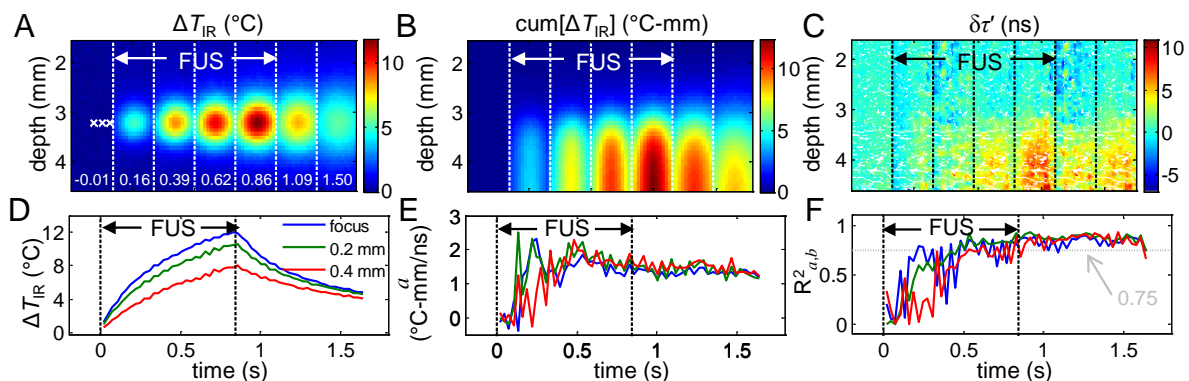 A
ΔT_IR (°C)
depth (mm)
2
3
4
FUS
×××
-0.01 0.16 0.39 0.62 0.86 1.09 1.50
10
5
0
B
cum[ΔT_IR] (°C-mm)
depth (mm)
2
3
4
FUS
10
5
0
C
δτ′ (ns)
depth (mm)
2
3
4
FUS
10
5
0
-5
D
ΔT_IR (°C)
12
8
4
0
FUS
focus
0.2 mm
0.4 mm
0 0.5 1 1.5
time (s)
E
a
(°C-mm/ns)
3
2
1
0
FUS
0 0.5 1 1.5
time (s)
F
R²_a,b
1
0.5
0
FUS
0.75
0 0.5 1 1.5
time (s)